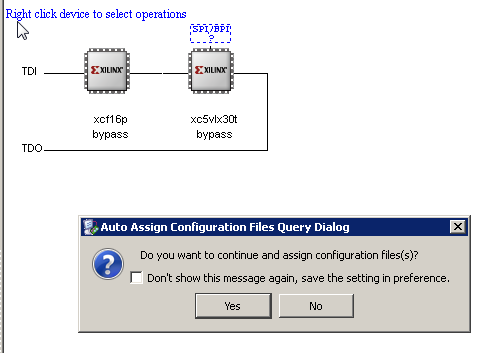 Right click device to select operations
SPI/BPI
?
TDI
XILINX
XILINX
xcf16p
xc5vlx30t
bypass
bypass
TDO
Auto Assign Configuration Files Query Dialog
Do you want to continue and assign configuration files(s)?
Don't show this message again, save the setting in preference.
Yes
No